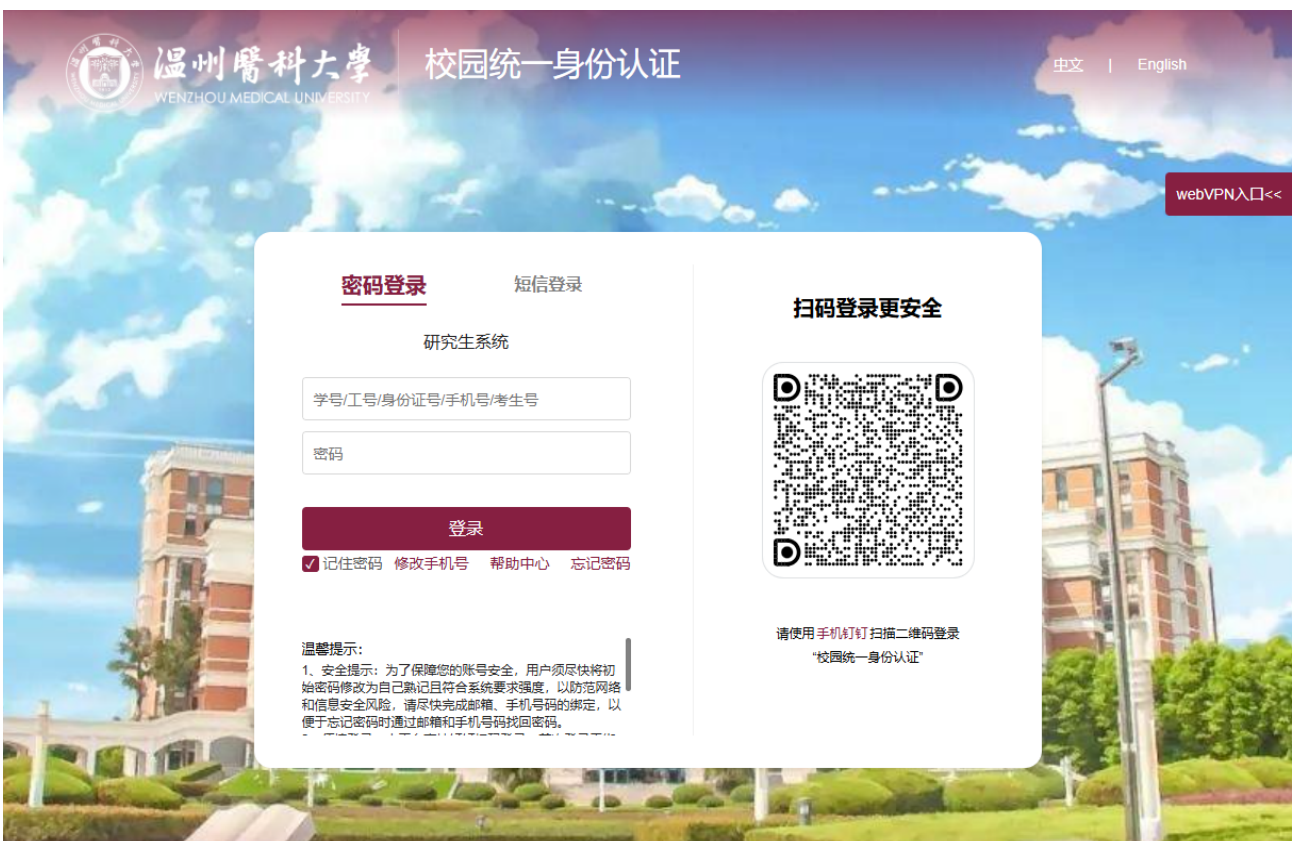 温州醫科大學
WENZHOU MEDICAL UNIVERSITY
校园统一身份认证
中文 | English
webVPN入口<<
密码登录 短信登录
研究生系统
学号/工号/身份证号/手机号/考生号
密码
登录
记住密码 修改手机号 帮助中心 忘记密码
温馨提示：
1、安全提示：为了保障您的账号安全，用户须尽快将初
始密码修改为自己熟记且符合系统要求强度，以防范网络
和信息安全风险，请尽快完成邮箱、手机号码的绑定，以
便于忘记密码时通过邮箱和手机号码找回密码。
扫码登录更安全
请使用手机钉钉扫描二维码登录
“校园统一身份认证”